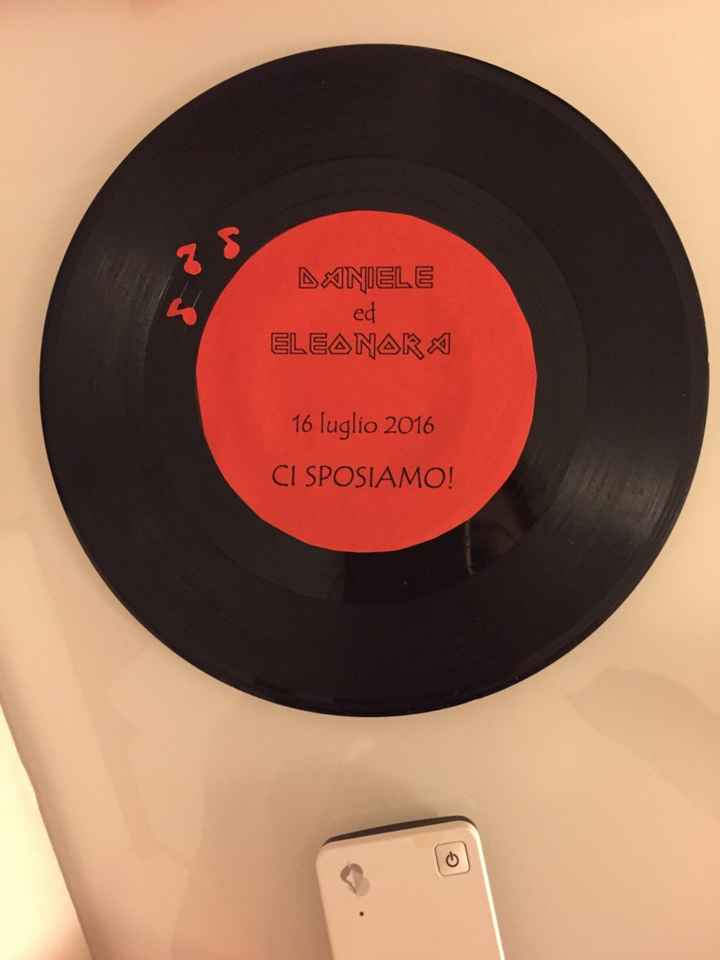 DANIELE
ed
ELEONORA
16 luglio 2016
CI SPOSIAMO!